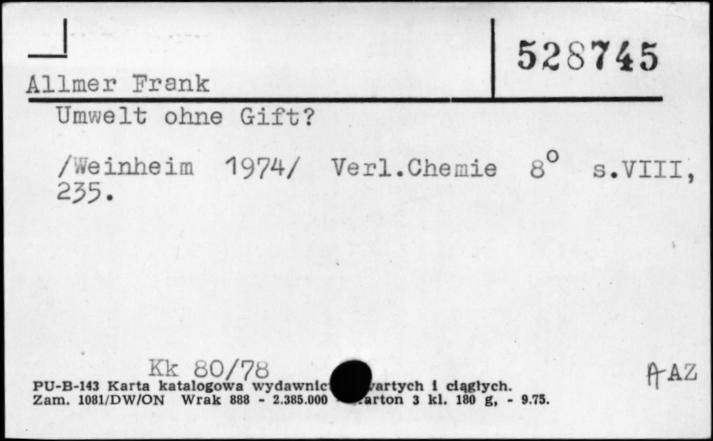 528745
Allmer Frank
Umwelt ohne Gift?
/Weinheim 1974/ Verl.Chemie 8° s.VIII,
235.
Kk 80/78
AZ
PU-B-143 Karta katalogowa wydawnic artych i ciągłych.
Zam. 1081/DW/ON Wrak 888 - 2.385.000 arton 3 kl. 180 g, - 9.75.